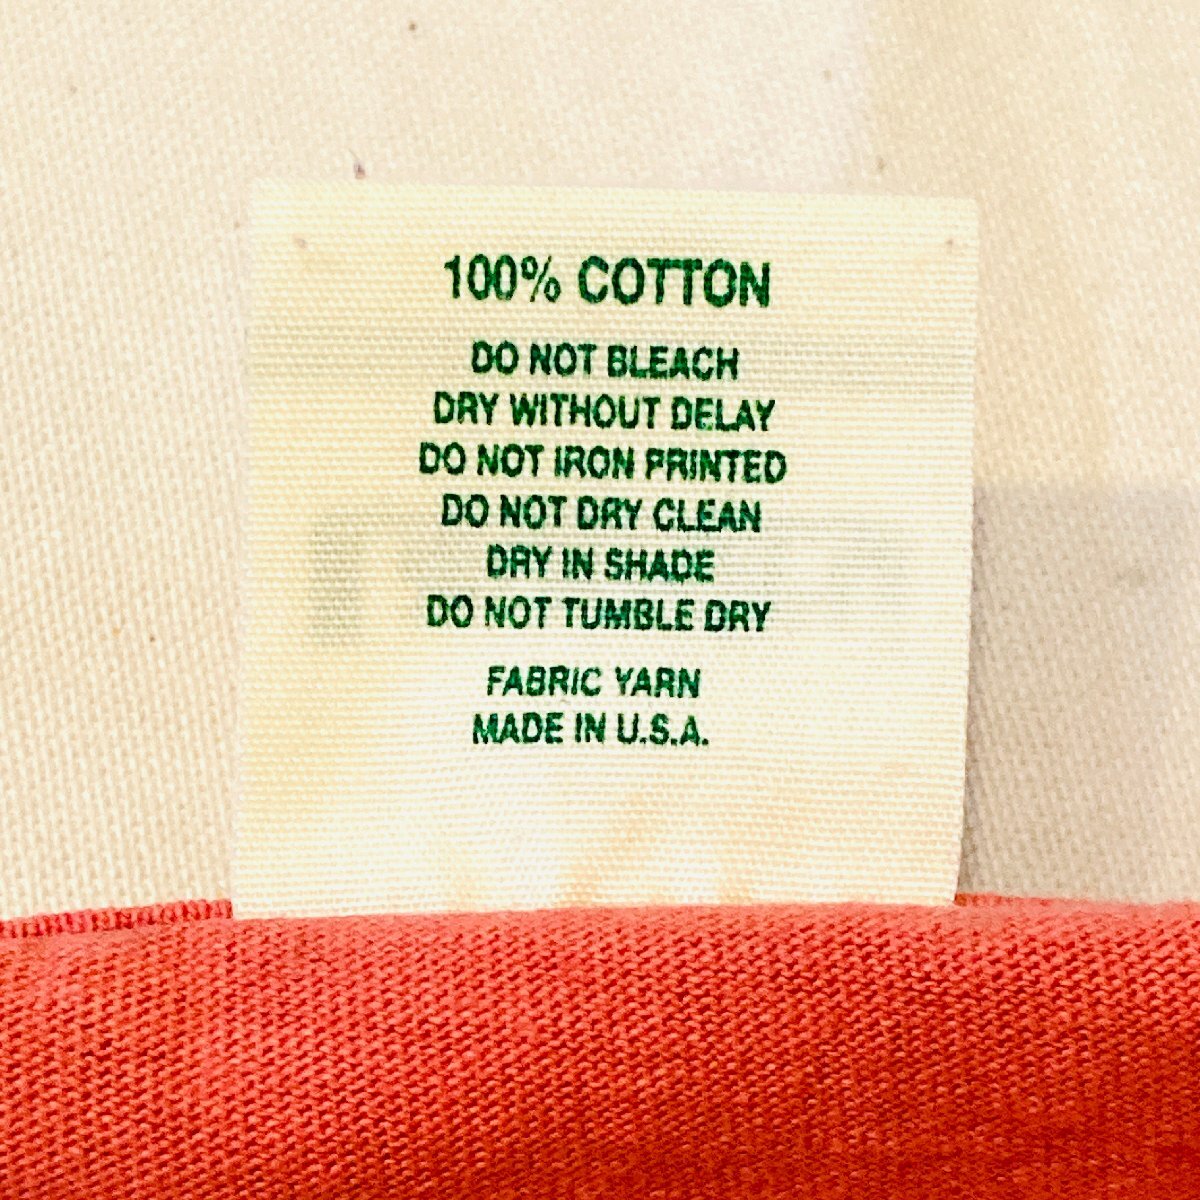 100% COTTON
DO NOT BLEACH
DRY WITHOUT DELAY
DO NOT IRON PRINTED
DO NOT DRY CLEAN
DRY IN SHADE
DO NOT TUMBLE DRY
FABRIC YARN
MADE IN U.S.A.